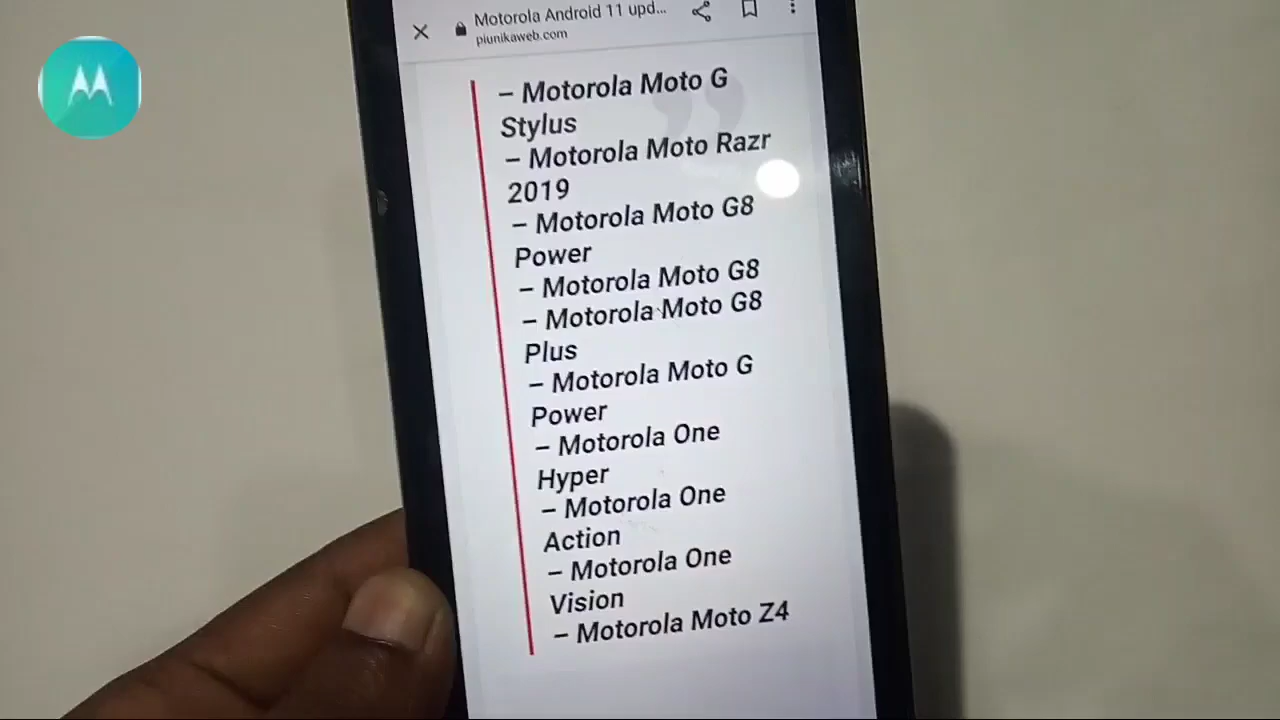 Motorola Android 11 upd...
piunikaweb.com
– Motorola Moto G
Stylus
– Motorola Moto Razr
2019
– Motorola Moto G8
Power
– Motorola Moto G8
– Motorola Moto G8
Plus
– Motorola Moto G
Power
– Motorola One
Hyper
– Motorola One
Action
– Motorola One
Vision
– Motorola Moto Z4